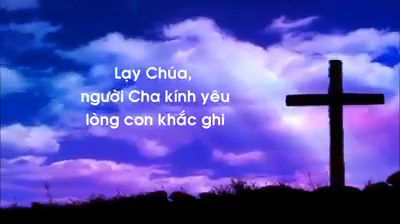 Lạy Chúa,
người Cha kính yêu
lòng con khắc ghi